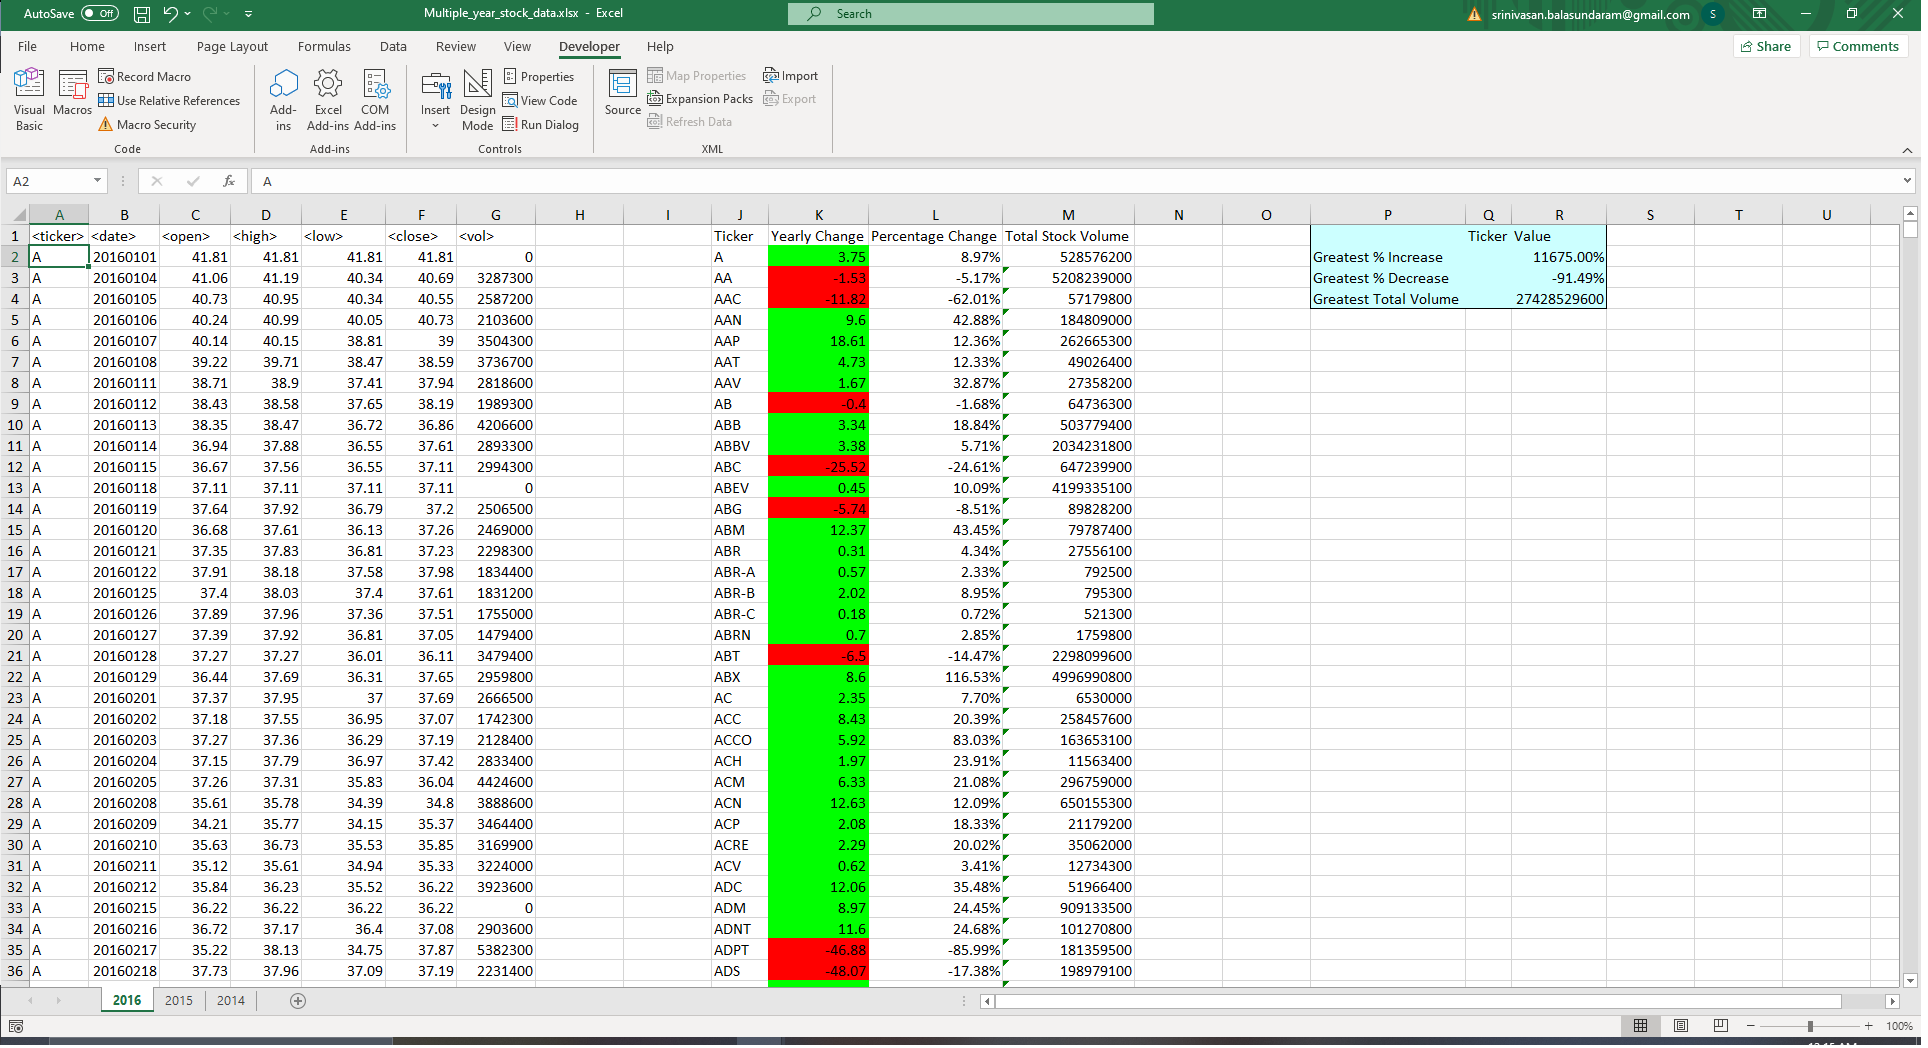 AutoSave Off Multiple_year_stock_data.xlsx - Excel Search srinivasan.balasundaram@gmail.com S
File Home Insert Page Layout Formulas Data Review View Developer Help Share Comments
Visual Basic Macros Record Macro Use Relative References Macro Security Code
Add-ins Excel Add-ins COM Add-ins Add-ins
Insert Design Mode Properties View Code Run Dialog Controls
Source Map Properties Expansion Packs Refresh Data Import Export XML
A2 fx A
A B C D E F G H I J K L M N O P Q R S T U
1 <ticker> <date> <open> <high> <low> <close> <vol> Ticker Yearly Change Percentage Change Total Stock Volume Ticker Value
2 A 20160101 41.81 41.81 41.81 41.81 0 A 3.75 8.97% 528576200 Greatest % Increase 11675.00%
3 A 20160104 41.06 41.19 40.34 40.69 3287300 AA -1.53 -5.17% 5208239000 Greatest % Decrease -91.49%
4 A 20160105 40.73 40.95 40.34 40.55 2587200 AAC -11.82 -62.01% 57179800 Greatest Total Volume 27428529600
5 A 20160106 40.24 40.99 40.05 40.73 2103600 AAN 9.6 42.88% 184809000
6 A 20160107 40.14 40.15 38.81 39 3504300 AAP 18.61 12.36% 262665300
7 A 20160108 39.22 39.71 38.47 38.59 3736700 AAT 4.73 12.33% 49026400
8 A 20160111 38.71 38.9 37.41 37.94 2818600 AAV 1.67 32.87% 27358200
9 A 20160112 38.43 38.58 37.65 38.19 1989300 AB -0.4 -1.68% 64736300
10 A 20160113 38.35 38.47 36.72 36.86 4206600 ABB 3.34 18.84% 503779400
11 A 20160114 36.94 37.88 36.55 37.61 2893300 ABBV 3.38 5.71% 2034231800
12 A 20160115 36.67 37.56 36.55 37.11 2994300 ABC -25.52 -24.61% 647239900
13 A 20160118 37.11 37.11 37.11 37.11 0 ABEV 0.45 10.09% 4199335100
14 A 20160119 37.64 37.92 36.79 37.2 2506500 ABG -5.74 -8.51% 89828200
15 A 20160120 36.68 37.61 36.13 37.26 2469000 ABM 12.37 43.45% 79787400
16 A 20160121 37.35 37.83 36.81 37.23 2298300 ABR 0.31 4.34% 27556100
17 A 20160122 37.91 38.18 37.58 37.98 1834400 ABR-A 0.57 2.33% 792500
18 A 20160125 37.4 38.03 37.4 37.61 1831200 ABR-B 2.02 8.95% 795300
19 A 20160126 37.89 37.96 37.36 37.51 1755000 ABR-C 0.18 0.72% 521300
20 A 20160127 37.39 37.92 36.81 37.05 1479400 ABRN 0.7 2.85% 1759800
21 A 20160128 37.27 37.27 36.01 36.11 3479400 ABT -6.5 -14.47% 2298099600
22 A 20160129 36.44 37.69 36.31 37.65 2959800 ABX 8.6 116.53% 4996990800
23 A 20160201 37.37 37.95 37 37.69 2666500 AC 2.35 7.70% 6530000
24 A 20160202 37.18 37.55 36.95 37.07 1742300 ACC 8.43 20.39% 258457600
25 A 20160203 37.27 37.36 36.29 37.19 2128400 ACCO 5.92 83.03% 163653100
26 A 20160204 37.15 37.79 36.97 37.42 2833400 ACH 1.97 23.91% 11563400
27 A 20160205 37.26 37.31 35.83 36.04 4424600 ACM 6.33 21.08% 296759000
28 A 20160208 35.61 35.78 34.39 34.8 3888600 ACN 12.63 12.09% 650155300
29 A 20160209 34.21 35.77 34.15 35.37 3464400 ACP 2.08 18.33% 21179200
30 A 20160210 35.63 36.73 35.53 35.85 3169900 ACRE 2.29 20.02% 35062000
31 A 20160211 35.12 35.61 34.94 35.33 3224000 ACV 0.62 3.41% 12734300
32 A 20160212 35.84 36.23 35.52 36.22 3923600 ADC 12.06 35.48% 51966400
33 A 20160215 36.22 36.22 36.22 36.22 0 ADM 8.97 24.45% 909133500
34 A 20160216 36.72 37.17 36.4 37.08 2903600 ADNT 11.6 24.68% 101270800
35 A 20160217 35.22 38.13 34.75 37.87 5382300 ADPT -46.88 -85.99% 181359500
36 A 20160218 37.73 37.96 37.09 37.19 2231400 ADS -48.07 -17.38% 198979100
2016 2015 2014
100%